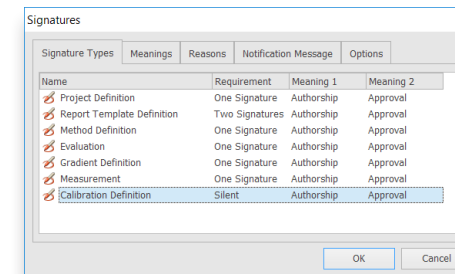 Signatures
Signature Types Meanings Reasons Notification Message Options
Name Requirement Meaning 1 Meaning 2
Project Definition One Signature Authorship Approval
Report Template Definition Two Signatures Authorship Approval
Method Definition One Signature Authorship Approval
Evaluation One Signature Authorship Approval
Gradient Definition One Signature Authorship Approval
Measurement One Signature Authorship Approval
Calibration Definition Silent Authorship Approval
OK Cancel